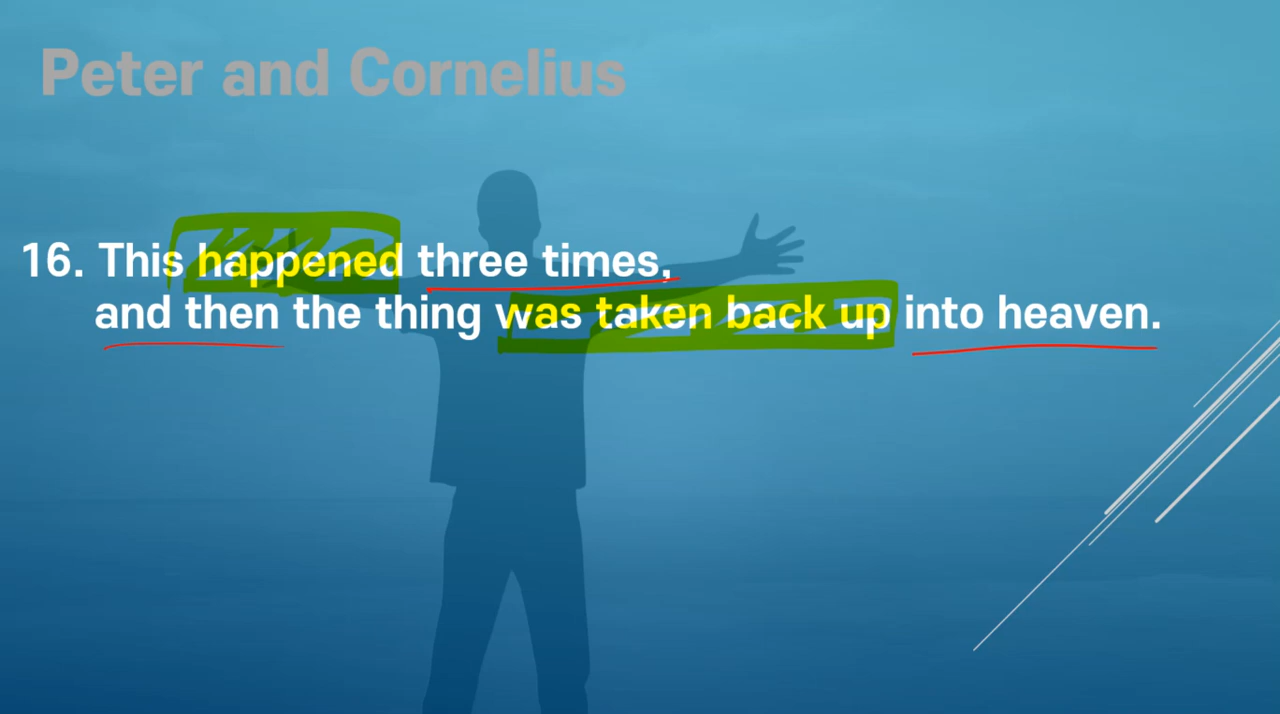 Peter and Cornelius
16. This happened three times,
and then the thing was taken back up into heaven.